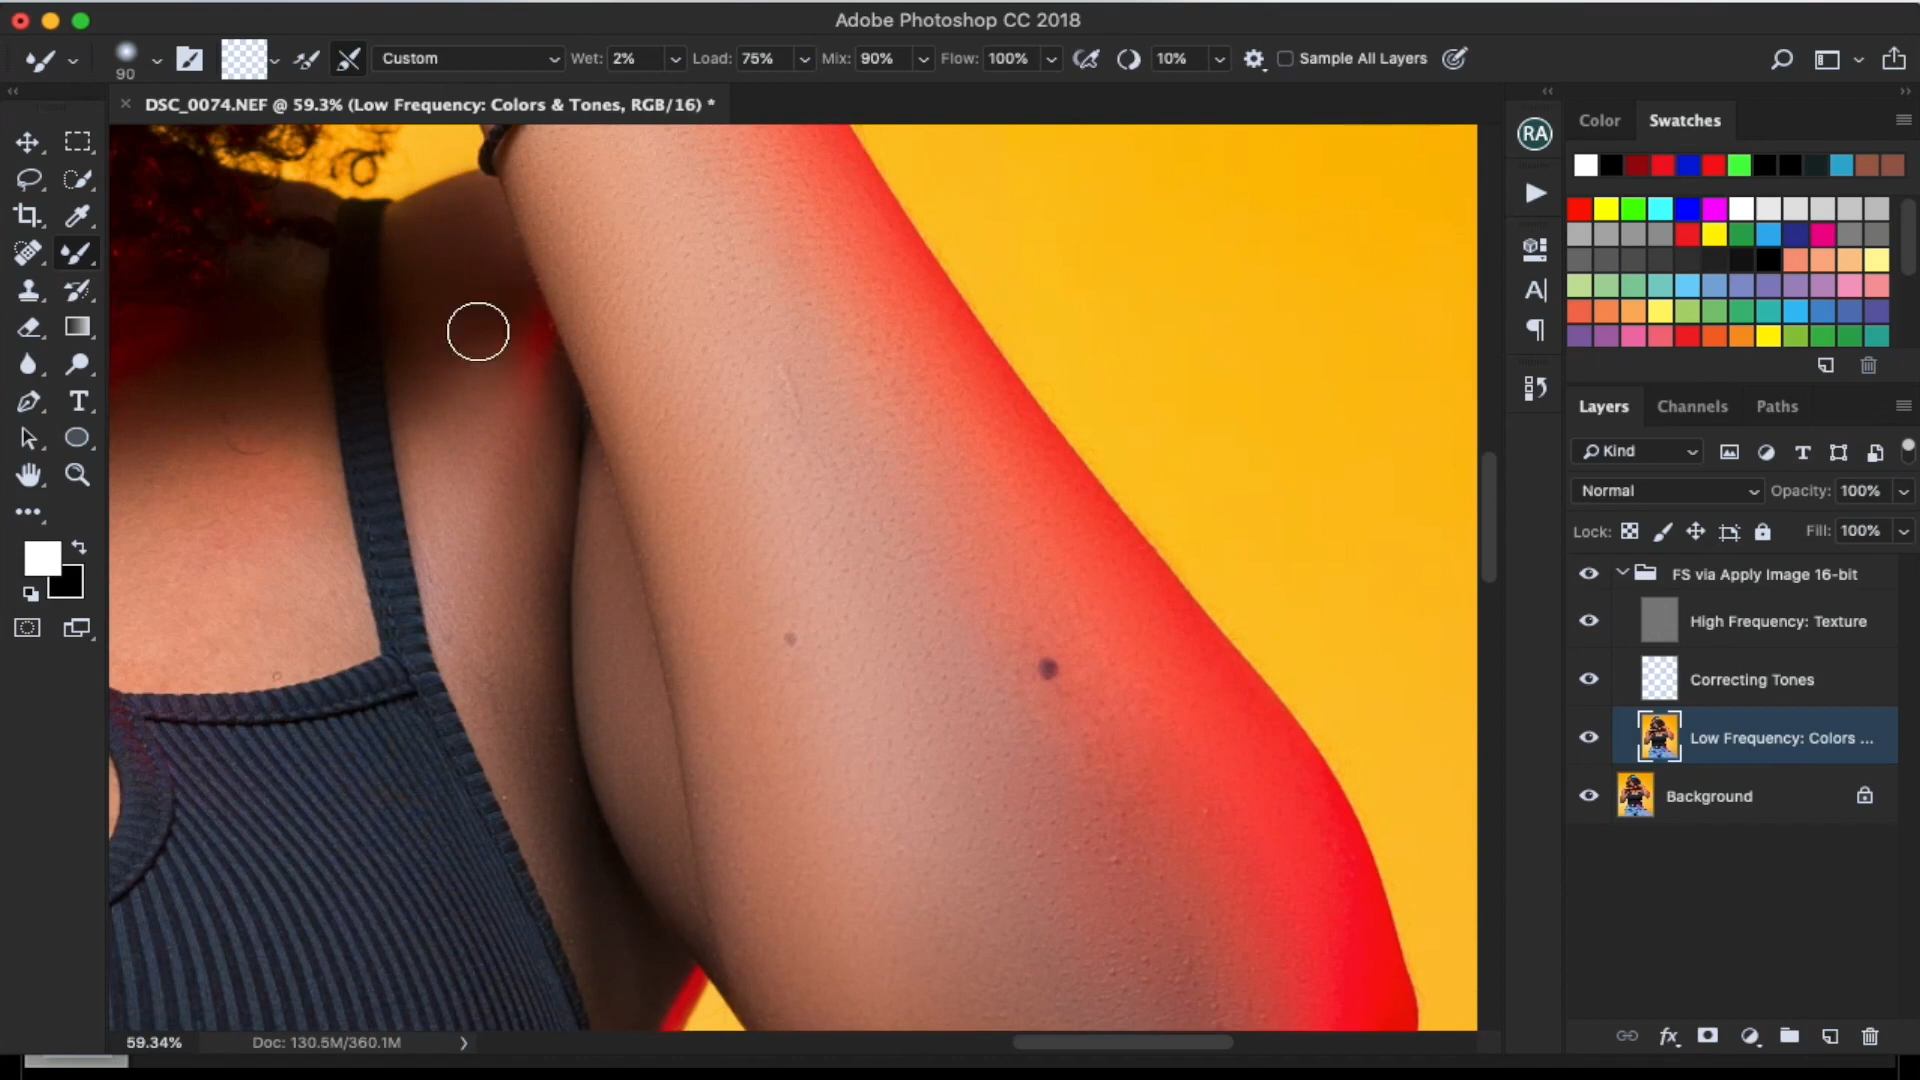 Adobe Photoshop CC 2018
90
Custom
Wet: 2%
Load: 75%
Mix: 90%
Flow: 100%
10%
Sample All Layers
DSC_0074.NEF @ 59.3% (Low Frequency: Colors & Tones, RGB/16) *
RA
Color
Swatches
Layers
Channels
Paths
Kind
Normal
Opacity: 100%
Lock:
Fill: 100%
FS via Apply Image 16-bit
High Frequency: Texture
Correcting Tones
Low Frequency: Colors ...
Background
59.34%
Doc: 130.5M/360.1M